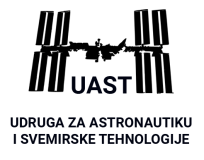 UAST
UDRUGA ZA ASTRONAUTIKU
I SVEMIRSKE TEHNOLOGIJE